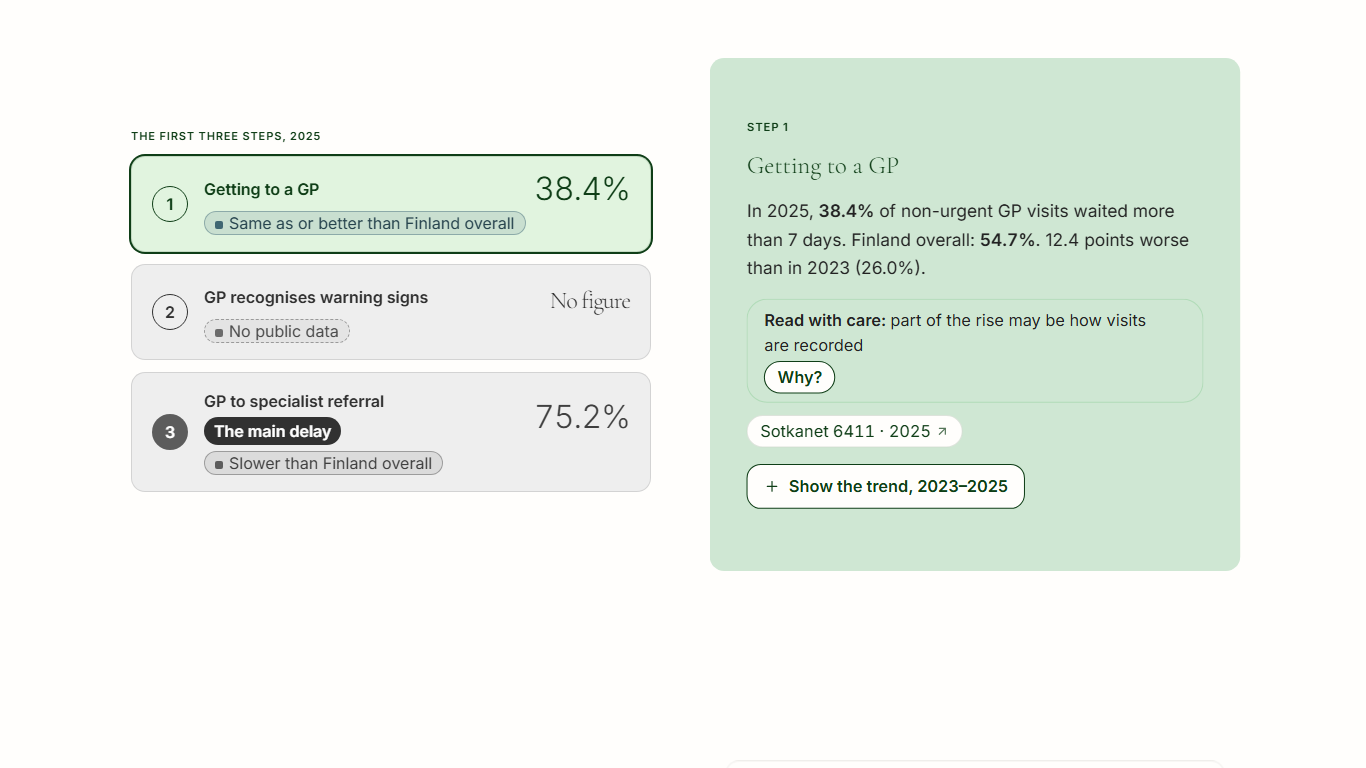 THE FIRST THREE STEPS, 2025
1
Getting to a GP
38.4%
Same as or better than Finland overall
2
GP recognises warning signs
No figure
No public data
3
GP to specialist referral
The main delay
75.2%
Slower than Finland overall
STEP 1
Getting to a GP
In 2025, 38.4% of non-urgent GP visits waited more
than 7 days. Finland overall: 54.7%. 12.4 points worse
than in 2023 (26.0%).
Read with care: part of the rise may be how visits
are recorded
Why?
Sotkanet 6411 · 2025 ↗
+ Show the trend, 2023–2025